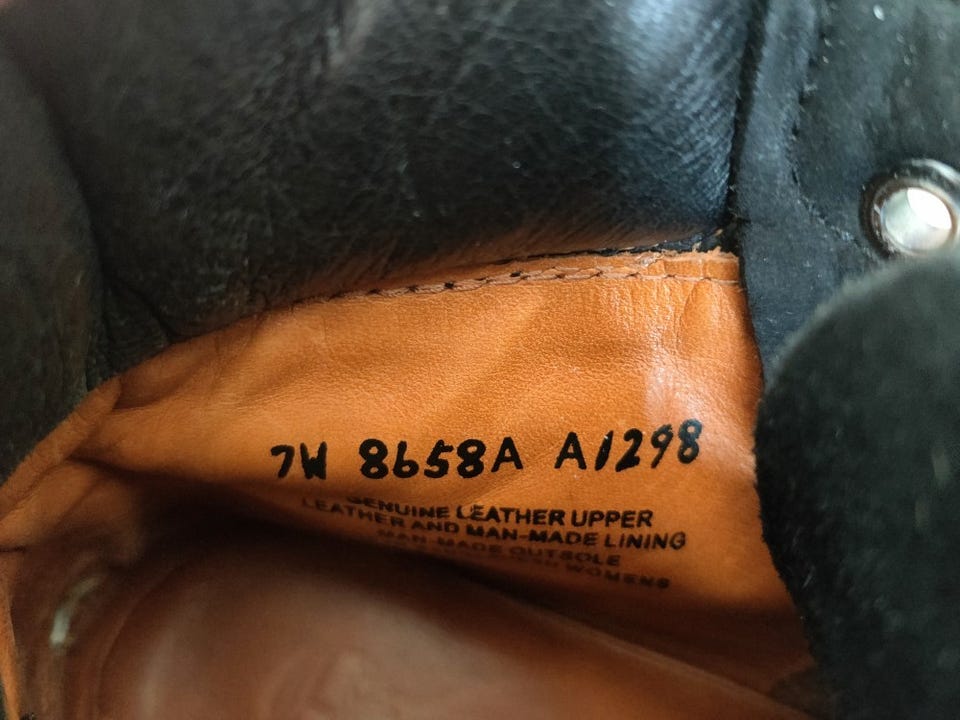 7W 8658A A1298
GENUINE LEATHER UPPER
LEATHER AND MAN-MADE LINING
MAN-MADE OUTSOLE
WOMENS